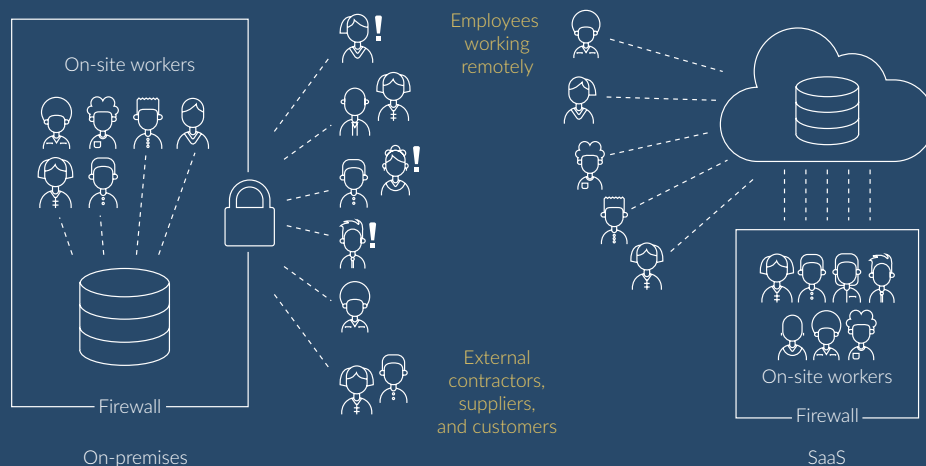 On-site workers
Firewall
On-premises
Employees
working
remotely
External
contractors,
suppliers,
and customers
On-site workers
Firewall
SaaS